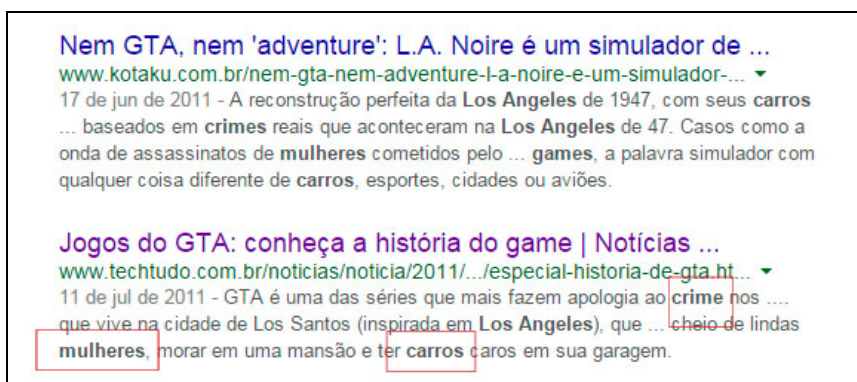 Nem GTA, nem 'adventure': L.A. Noire é um simulador de ...
www.kotaku.com.br/nem-gta-nem-adventure-l-a-noire-e-um-simulador-...
17 de jun de 2011 - A reconstrução perfeita da Los Angeles de 1947, com seus carros
... baseados em crimes reais que aconteceram na Los Angeles de 47. Casos como a
onda de assassinatos de mulheres cometidos pelo ... games, a palavra simulador com
qualquer coisa diferente de carros, esportes, cidades ou aviões.
Jogos do GTA: conheça a história do game | Notícias ...
www.techtudo.com.br/noticias/noticia/2011/.../especial-historia-de-gta.ht...
11 de jul de 2011 - GTA é uma das séries que mais fazem apologia ao crime nos ....
que vive na cidade de Los Santos (inspirada em Los Angeles), que ... cheio de lindas
mulheres, morar em uma mansão e ter carros caros em sua garagem.